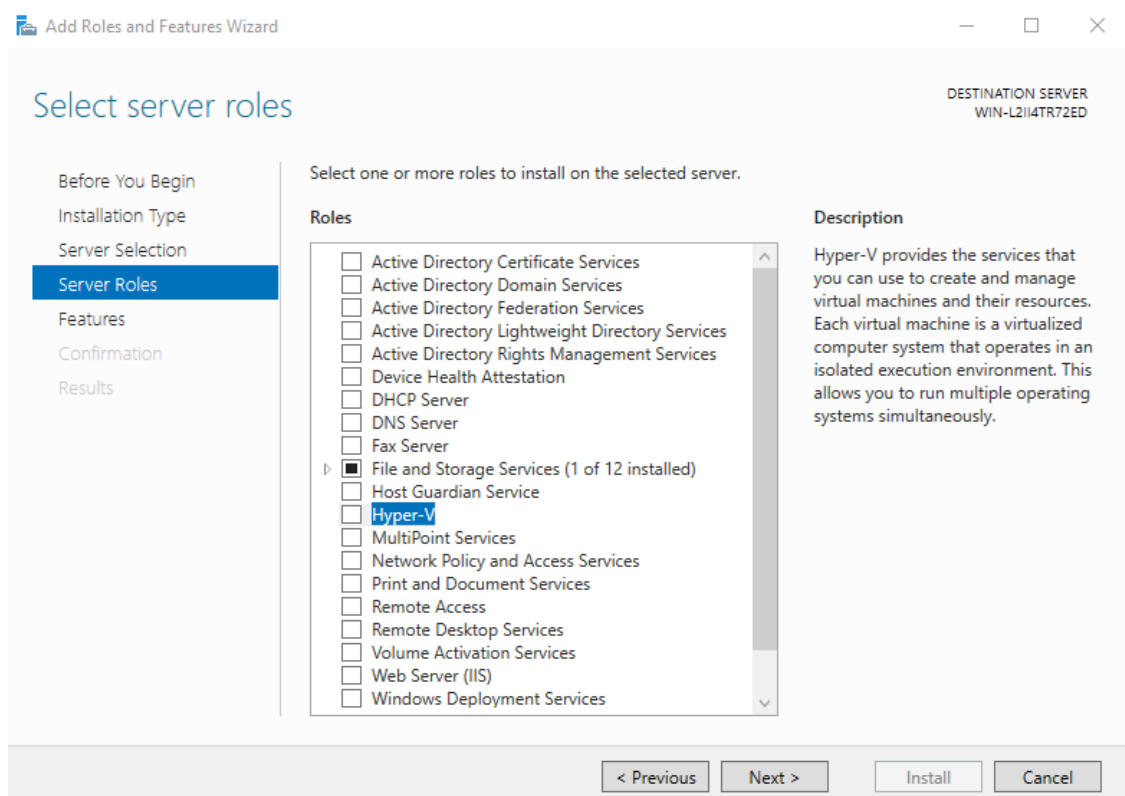 Add Roles and Features Wizard
Select server roles
DESTINATION SERVER
WIN-L2II4TR72ED
Before You Begin
Installation Type
Server Selection
Server Roles
Features
Confirmation
Results
Select one or more roles to install on the selected server.
Roles
Active Directory Certificate Services
Active Directory Domain Services
Active Directory Federation Services
Active Directory Lightweight Directory Services
Active Directory Rights Management Services
Device Health Attestation
DHCP Server
DNS Server
Fax Server
File and Storage Services (1 of 12 installed)
Host Guardian Service
Hyper-V
MultiPoint Services
Network Policy and Access Services
Print and Document Services
Remote Access
Remote Desktop Services
Volume Activation Services
Web Server (IIS)
Windows Deployment Services
Description
Hyper-V provides the services that
you can use to create and manage
virtual machines and their resources.
Each virtual machine is a virtualized
computer system that operates in an
isolated execution environment. This
allows you to run multiple operating
systems simultaneously.
< Previous
Next >
Install
Cancel